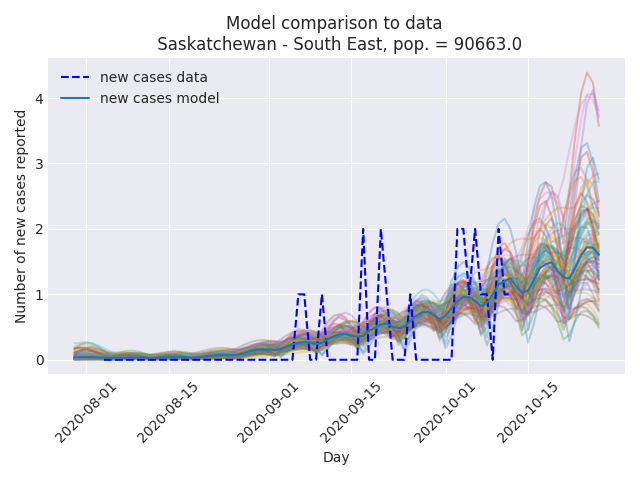 Model comparison to data
Saskatchewan - South East, pop. = 90663.0
new cases data
new cases model
Number of new cases reported
4
3
2
1
0
2020-08-01
2020-08-15
2020-09-01
2020-09-15
2020-10-01
2020-10-15
Day